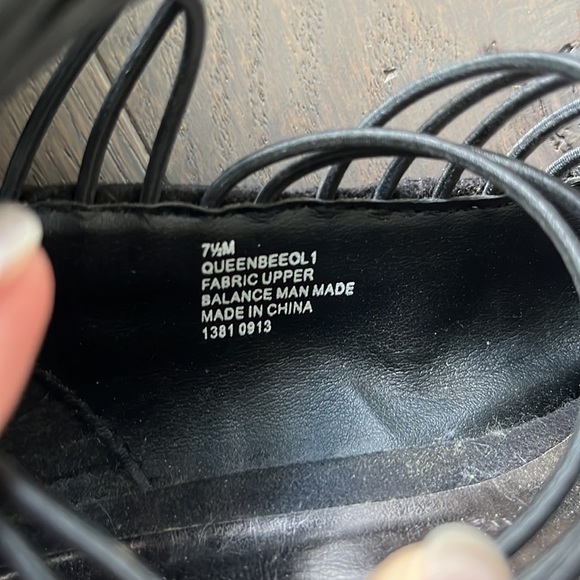 7½M
QUEENBEEOL1
FABRIC UPPER
BALANCE MAN MADE
MADE IN CHINA
1381 0913